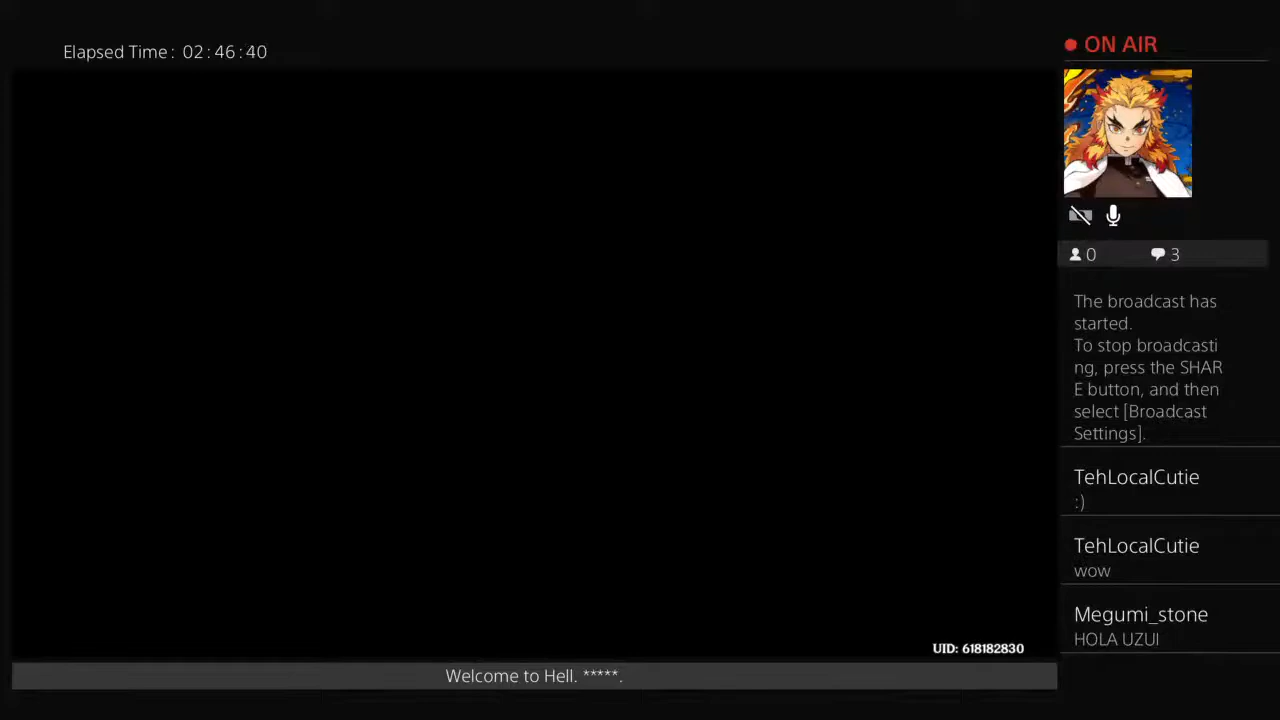 Elapsed Time: 02:46:40
ON AIR
0 3
The broadcast has
started.
To stop broadcasti
ng, press the SHAR
E button, and then
select [Broadcast
Settings].
TehLocalCutie
:)
TehLocalCutie
wow
Megumi_stone
HOLA UZUI
UID: 618182830
Welcome to Hell. *****.